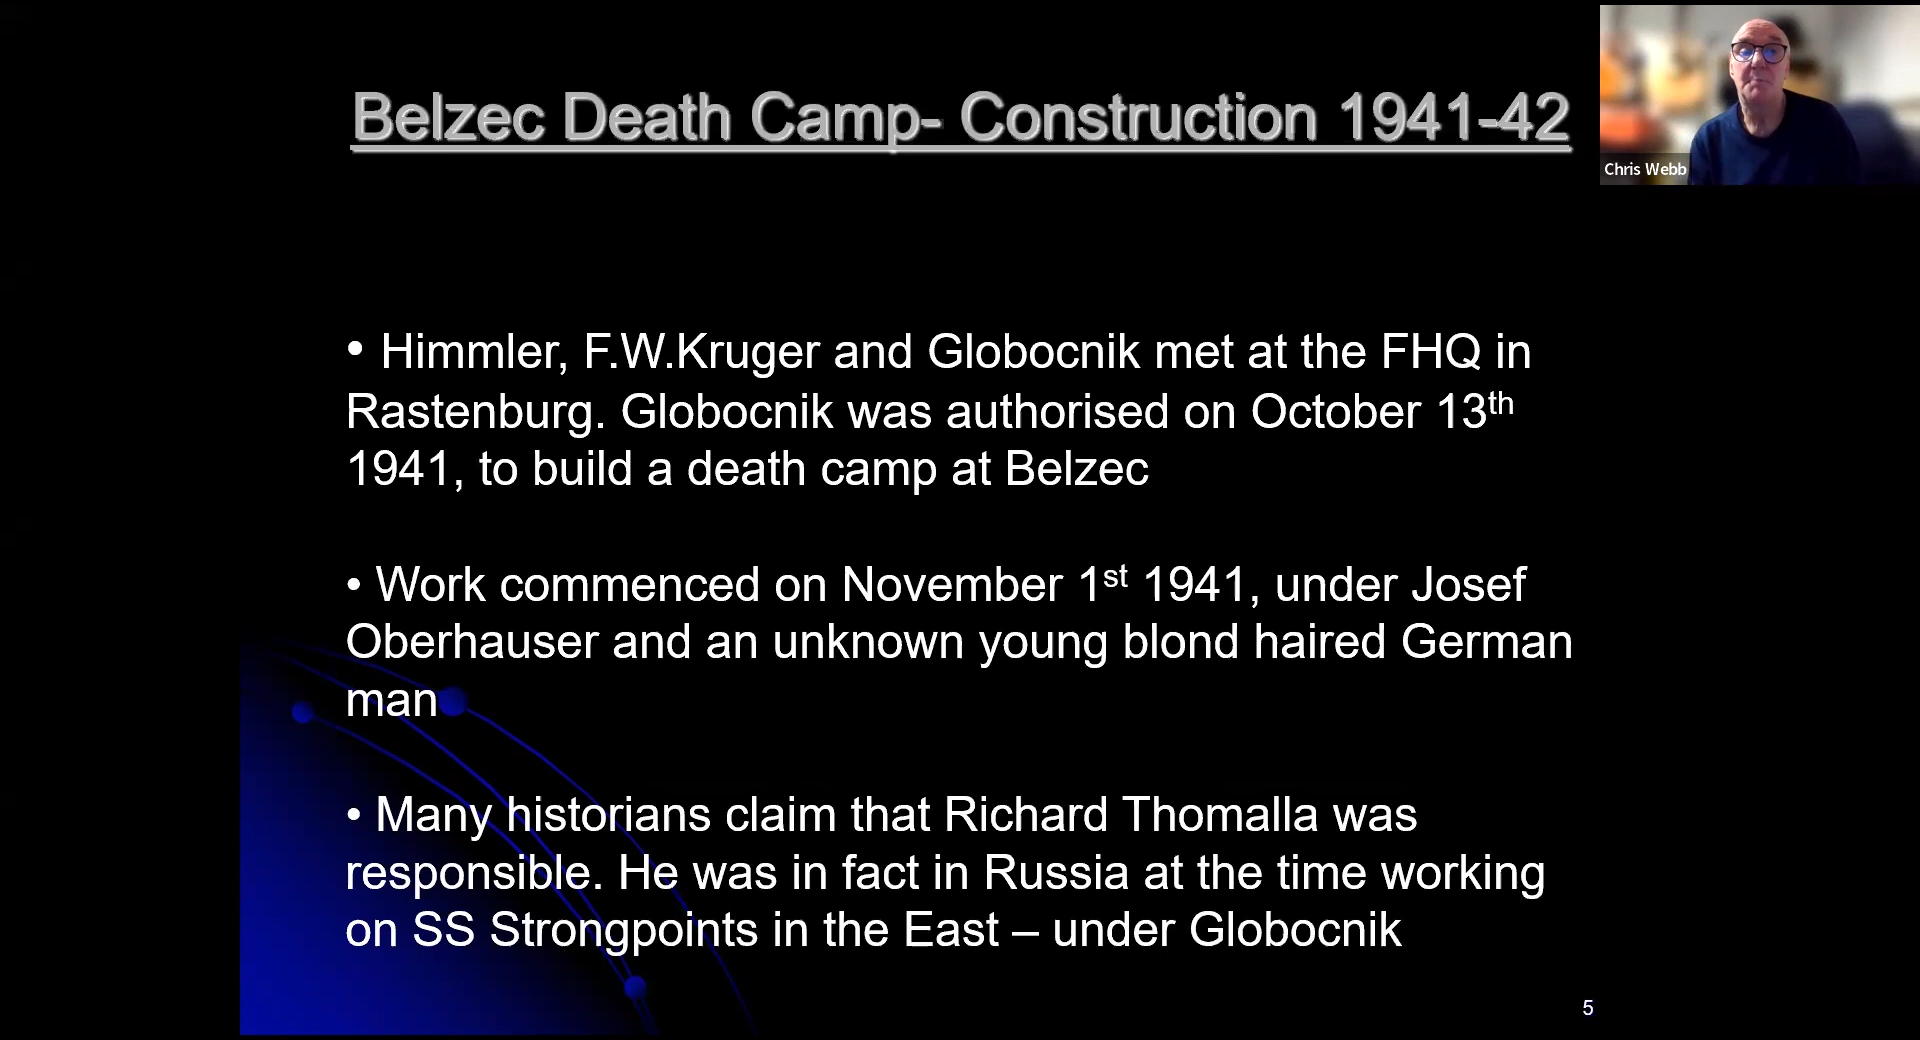 Belzec Death Camp- Construction 1941-42
Chris Webb
• Himmler, F.W.Kruger and Globocnik met at the FHQ in
Rastenburg. Globocnik was authorised on October 13th
1941, to build a death camp at Belzec
• Work commenced on November 1st 1941, under Josef
Oberhauser and an unknown young blond haired German
man
• Many historians claim that Richard Thomalla was
responsible. He was in fact in Russia at the time working
on SS Strongpoints in the East – under Globocnik
5